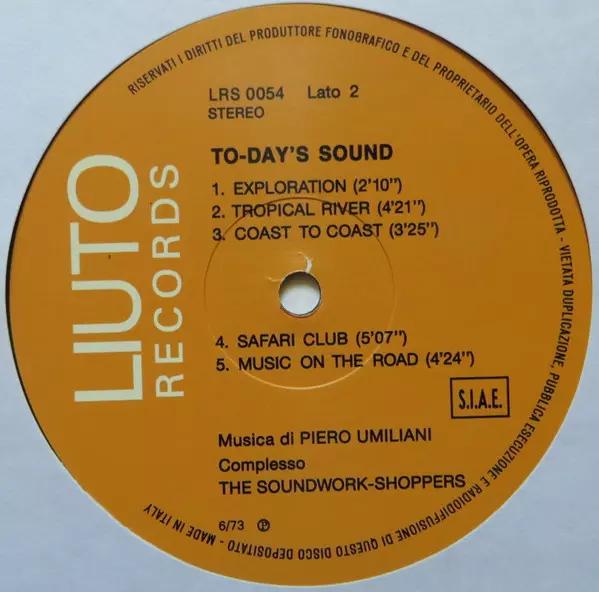 RISERVATI I DIRITTI DEL PRODUTTORE FONOGRAFICO E DEL PROPRIETARIO DELL'OPERA RIPRODOTTA - VIETATA DUPLICAZIONE, PUBBLICA ESECUZIONE E RADIODIFFUSIONE DI QUESTO DISCO DEPOSITATO - MADE IN ITALY
LIUTO
RECORDS
LRS 0054 Lato 2
STEREO
TO-DAY'S SOUND
1. EXPLORATION (2'10")
2. TROPICAL RIVER (4'21")
3. COAST TO COAST (3'25")
4. SAFARI CLUB (5'07")
5. MUSIC ON THE ROAD (4'24")
S.I.A.E.
Musica di PIERO UMILIANI
Complesso
THE SOUNDWORK-SHOPPERS
6/73 ℗